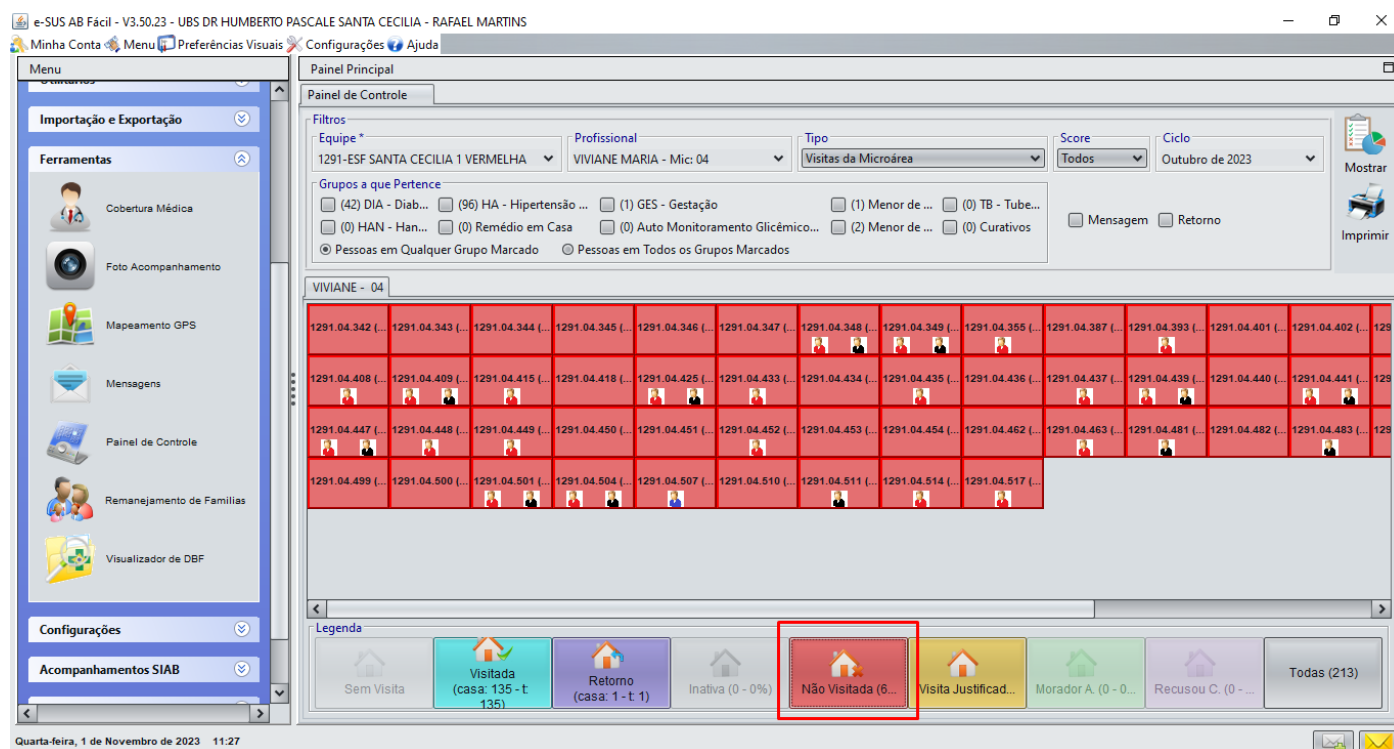 e-SUS AB Fácil - V3.50.23 - UBS DR HUMBERTO PASCALE SANTA CECILIA - RAFAEL MARTINS
Minha Conta Menu Preferências Visuais Configurações Ajuda
Menu
Utilitários
Importação e Exportação
Ferramentas
Cobertura Médica
Foto Acompanhamento
Mapeamento GPS
Mensagens
Painel de Controle
Remanejamento de Familias
Visualizador de DBF
Configurações
Acompanhamentos SIAB
Painel Principal
Painel de Controle
Filtros
Equipe * Profissional Tipo Score Ciclo
1291-ESF SANTA CECILIA 1 VERMELHA VIVIANE MARIA - Mic: 04 Visitas da Microárea Todos Outubro de 2023
Mostrar
Imprimir
Grupos a que Pertence
(42) DIA - Diab... (96) HA - Hipertensão ... (1) GES - Gestação (1) Menor de ... (0) TB - Tube...
(0) HAN - Han... (0) Remédio em Casa (0) Auto Monitoramento Glicêmico... (2) Menor de ... (0) Curativos
Pessoas em Qualquer Grupo Marcado Pessoas em Todos os Grupos Marcados
Mensagem Retorno
VIVIANE - 04
1291.04.342 (... 1291.04.343 (... 1291.04.344 (... 1291.04.345 (... 1291.04.346 (... 1291.04.347 (... 1291.04.348 (... 1291.04.349 (... 1291.04.355 (... 1291.04.387 (... 1291.04.393 (... 1291.04.401 (... 1291.04.402 (... 129
1291.04.408 (... 1291.04.409 (... 1291.04.415 (... 1291.04.418 (... 1291.04.425 (... 1291.04.433 (... 1291.04.434 (... 1291.04.435 (... 1291.04.436 (... 1291.04.437 (... 1291.04.439 (... 1291.04.440 (... 1291.04.441 (... 129
1291.04.447 (... 1291.04.448 (... 1291.04.449 (... 1291.04.450 (... 1291.04.451 (... 1291.04.452 (... 1291.04.453 (... 1291.04.454 (... 1291.04.462 (... 1291.04.463 (... 1291.04.481 (... 1291.04.482 (... 1291.04.483 (... 129
1291.04.499 (... 1291.04.500 (... 1291.04.501 (... 1291.04.504 (... 1291.04.507 (... 1291.04.510 (... 1291.04.511 (... 1291.04.514 (... 1291.04.517 (...
Legenda
Sem Visita
Visitada
(casa: 135 - t:
135)
Retorno
(casa: 1 - t: 1)
Inativa (0 - 0%)
Não Visitada (6...
Visita Justificad...
Morador A. (0 - 0...
Recusou C. (0 - ...
Todas (213)
Quarta-feira, 1 de Novembro de 2023 11:27